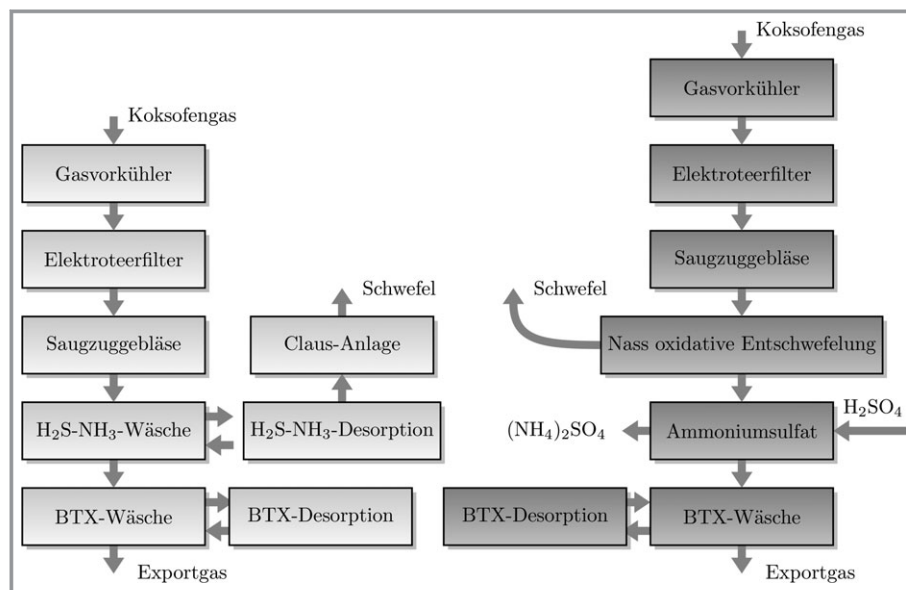 Koksofengas
Gasvorkühler
Elektroteerfilter
Saugzuggebläse
H₂S-NH₃-Wäsche
BTX-Wäsche
Exportgas
Schwefel
Claus-Anlage
H₂S-NH₃-Desorption
BTX-Desorption
Koksofengas
Gasvorkühler
Elektroteerfilter
Saugzuggebläse
Schwefel
Nass oxidative Entschwefelung
H₂SO₄
(NH₄)₂SO₄
Ammoniumsulfat
BTX-Desorption
BTX-Wäsche
Exportgas